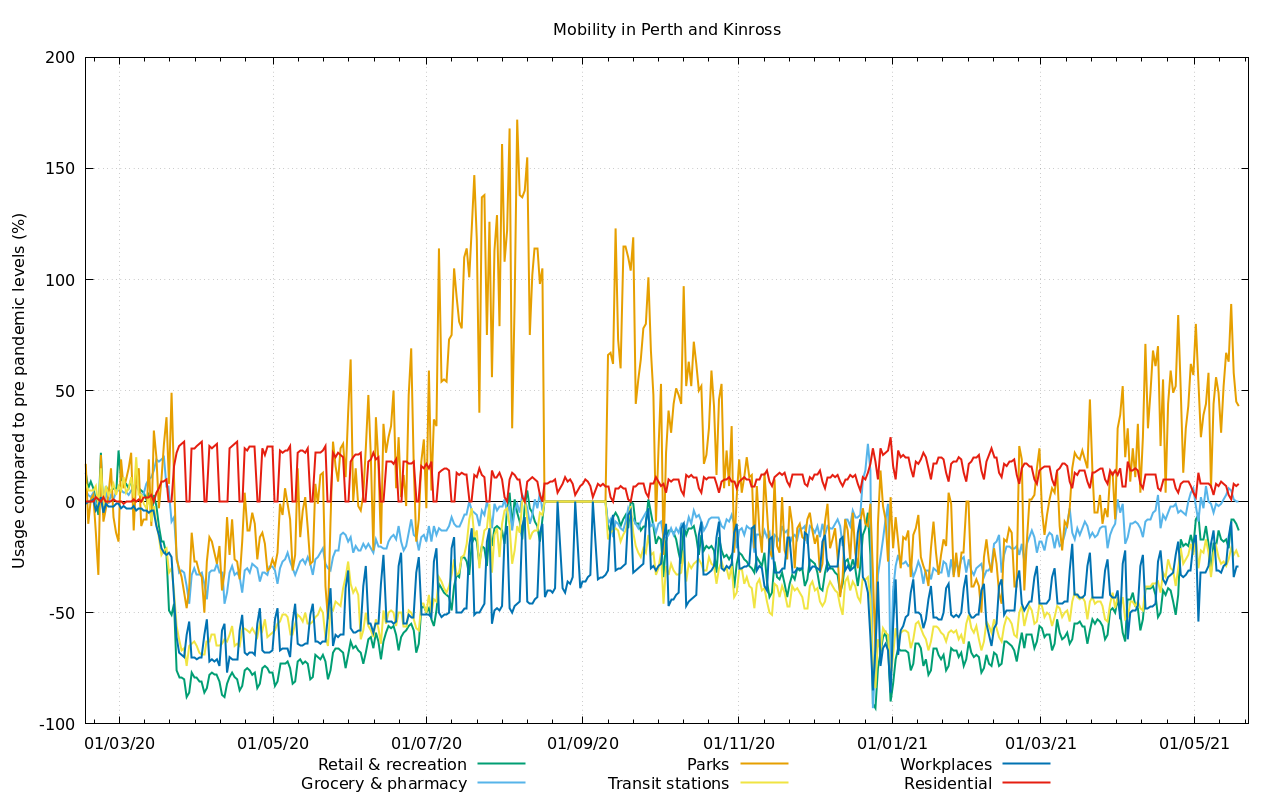 Mobility in Perth and Kinross
Usage compared to pre pandemic levels (%)
200
150
100
50
0
-50
-100
01/03/20 01/05/20 01/07/20 01/09/20 01/11/20 01/01/21 01/03/21 01/05/21
Retail & recreation Parks Workplaces
Grocery & pharmacy Transit stations Residential